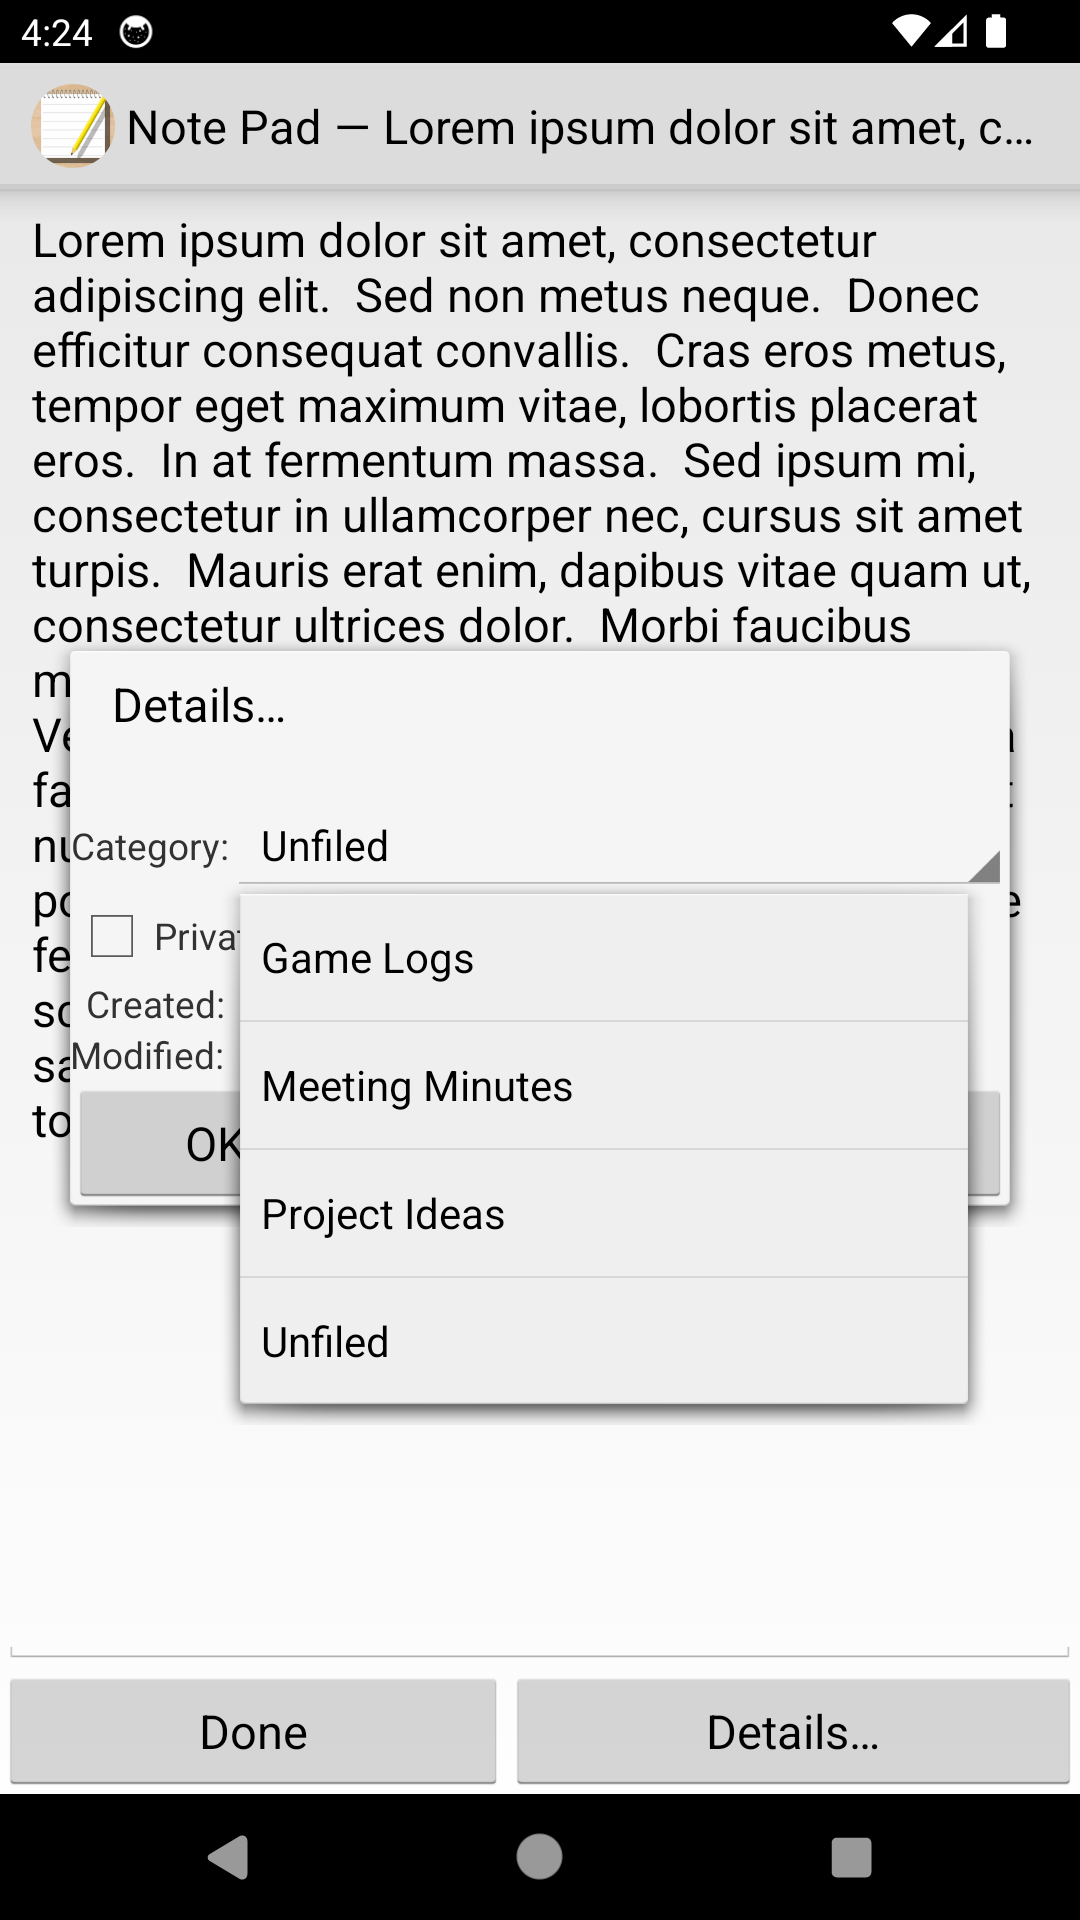 4:24
Note Pad — Lorem ipsum dolor sit amet, c…
Lorem ipsum dolor sit amet, consectetur
adipiscing elit.  Sed non metus neque.  Donec
efficitur consequat convallis.  Cras eros metus,
tempor eget maximum vitae, lobortis placerat
eros.  In at fermentum massa.  Sed ipsum mi,
consectetur in ullamcorper nec, cursus sit amet
turpis.  Mauris erat enim, dapibus vitae quam ut,
consectetur ultrices dolor.  Morbi faucibus
Details…
Category: Unfiled
Game Logs
Created:
Meeting Minutes
Modified:
OK
Project Ideas
Unfiled
Done
Details…